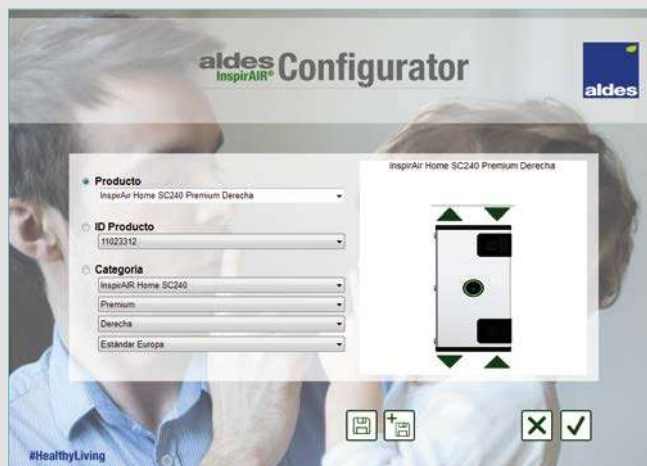 aldes
InspirAIR®
Configurator
aldes
InspirAir Home SC240 Premium Derecha
Producto
InspirAir Home SC240 Premium Derecha
ID Producto
11023312
Categoria
InspirAIR Home SC240
Premium
Derecha
Estándar Europa
#HealthyLiving